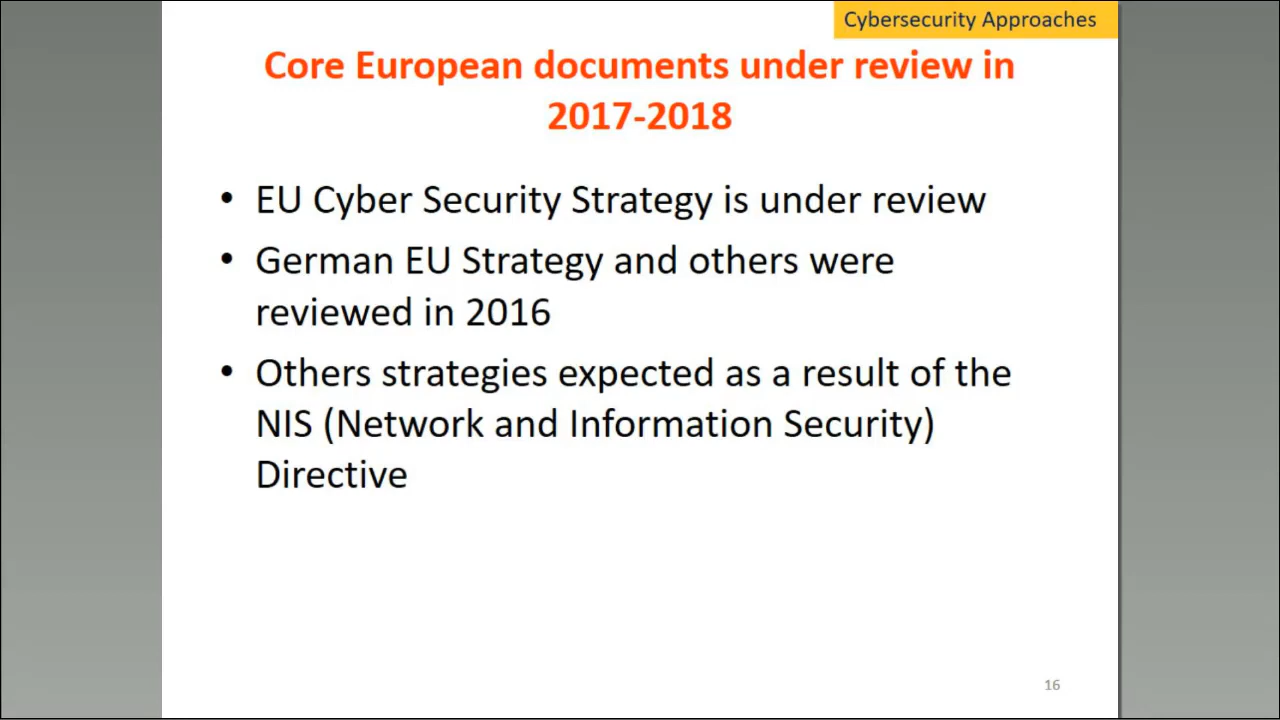 Cybersecurity Approaches
Core European documents under review in
2017-2018
• EU Cyber Security Strategy is under review
• German EU Strategy and others were
reviewed in 2016
• Others strategies expected as a result of the
NIS (Network and Information Security)
Directive
16